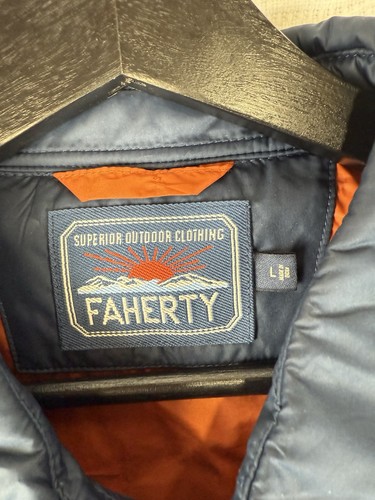 SUPERIOR OUTDOOR CLOTHING
FAHERTY
L